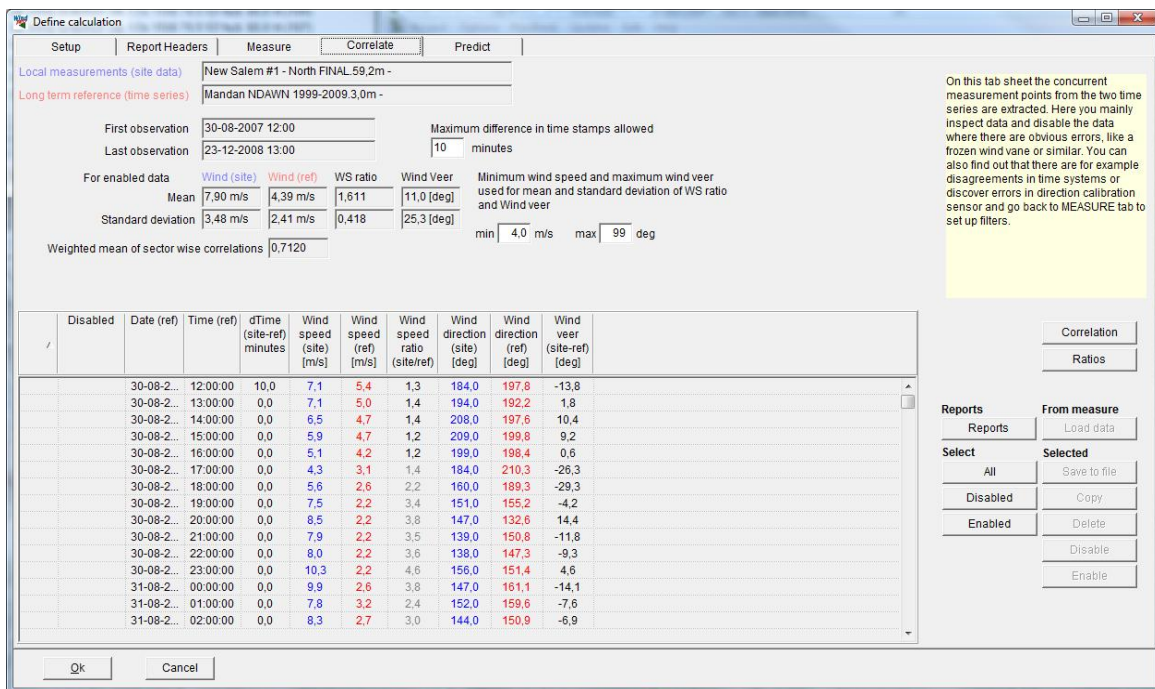 Define calculation
Setup Report Headers Measure Correlate Predict
Local measurements (site data) New Salem #1 - North FINAL.59,2m -
Long term reference (time series) Mandan NDAWN 1999-2009.3,0m -
First observation 30-08-2007 12:00 Maximum difference in time stamps allowed
Last observation 23-12-2008 13:00 10 minutes
For enabled data Wind (site) Wind (ref) WS ratio Wind Veer
Mean 7,90 m/s 4,39 m/s 1,611 11,0 [deg]
Standard deviation 3,48 m/s 2,41 m/s 0,418 25,3 [deg]
Weighted mean of sector wise correlations 0,7120
Minimum wind speed and maximum wind veer
used for mean and standard deviation of WS ratio
and Wind veer
min 4,0 m/s max 99 deg
On this tab sheet the concurrent
measurement points from the two time
series are extracted. Here you mainly
inspect data and disable the data
where there are obvious errors, like a
frozen wind vane or similar. You can
also find out that there are for example
disagreements in time systems or
discover errors in direction calibration
sensor and go back to MEASURE tab to
set up filters.
Disabled Date (ref) Time (ref) dTime Wind Wind Wind Wind Wind Wind
(site-ref) speed speed speed direction direction veer
minutes (site) (ref) ratio (site) (ref) (site-ref)
[m/s] [m/s] (site/ref) [deg] [deg] [deg]
30-08-2... 12:00:00 10,0 7,1 5,4 1,3 184,0 197,8 -13,8
30-08-2... 13:00:00 0,0 7,1 5,0 1,4 194,0 192,2 1,8
30-08-2... 14:00:00 0,0 6,5 4,7 1,4 208,0 197,6 10,4
30-08-2... 15:00:00 0,0 5,9 4,7 1,2 209,0 199,8 9,2
30-08-2... 16:00:00 0,0 5,1 4,2 1,2 199,0 198,4 0,6
30-08-2... 17:00:00 0,0 4,3 3,1 1,4 184,0 210,3 -26,3
30-08-2... 18:00:00 0,0 5,6 2,6 2,2 160,0 189,3 -29,3
30-08-2... 19:00:00 0,0 7,5 2,2 3,4 151,0 155,2 -4,2
30-08-2... 20:00:00 0,0 8,5 2,2 3,8 147,0 132,6 14,4
30-08-2... 21:00:00 0,0 7,9 2,2 3,5 139,0 150,8 -11,8
30-08-2... 22:00:00 0,0 8,0 2,2 3,6 138,0 147,3 -9,3
30-08-2... 23:00:00 0,0 10,3 2,2 4,6 156,0 151,4 4,6
31-08-2... 00:00:00 0,0 9,9 2,6 3,8 147,0 161,1 -14,1
31-08-2... 01:00:00 0,0 7,8 3,2 2,4 152,0 159,6 -7,6
31-08-2... 02:00:00 0,0 8,3 2,7 3,0 144,0 150,9 -6,9
Correlation
Ratios
Reports From measure
Reports Load data
Select Selected
All Save to file
Disabled Copy
Enabled Delete
Disable
Enable
Ok Cancel